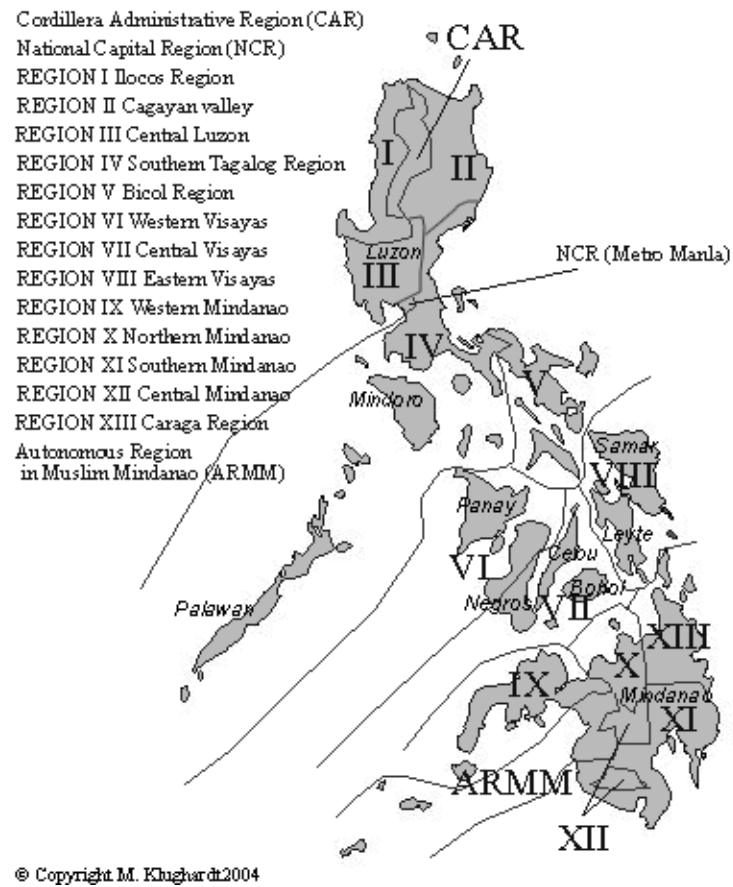 Cordillera Administrative Region (CAR)
National Capital Region (NCR)
REGION I Ilocos Region
REGION II Cagayan valley
REGION III Central Luzon
REGION IV Southern Tagalog Region
REGION V Bicol Region
REGION VI Western Visayas
REGION VII Central Visayas
REGION VIII Eastern Visayas
REGION IX Western Mindanao
REGION X Northern Mindanao
REGION XI Southern Mindanao
REGION XII Central Mindanao
REGION XIII Caraga Region
Autonomous Region
in Muslim Mindanao (ARMM)
CAR
I
II
Luzon
III
NCR (Metro Manla)
IV
Mindoro
V
Samar
VIII
Panay
Leyte
Cebu
VI
Bohol
Negros
VII
Palawan
XIII
X
IX
Mindanao
XI
ARMM
XII
© Copyright M. Klughardt2004